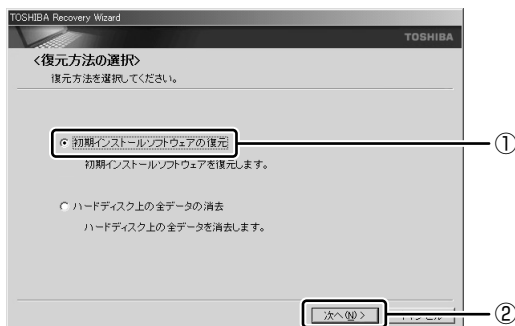 TOSHIBA Recovery Wizard
TOSHIBA
<復元方法の選択>
復元方法を選択してください。
初期インストールソフトウェアの復元 ①
初期インストールソフトウェアを復元します。
ハードディスク上の全データの消去
ハードディスク上の全データを消去します。
次へ(N) > ②